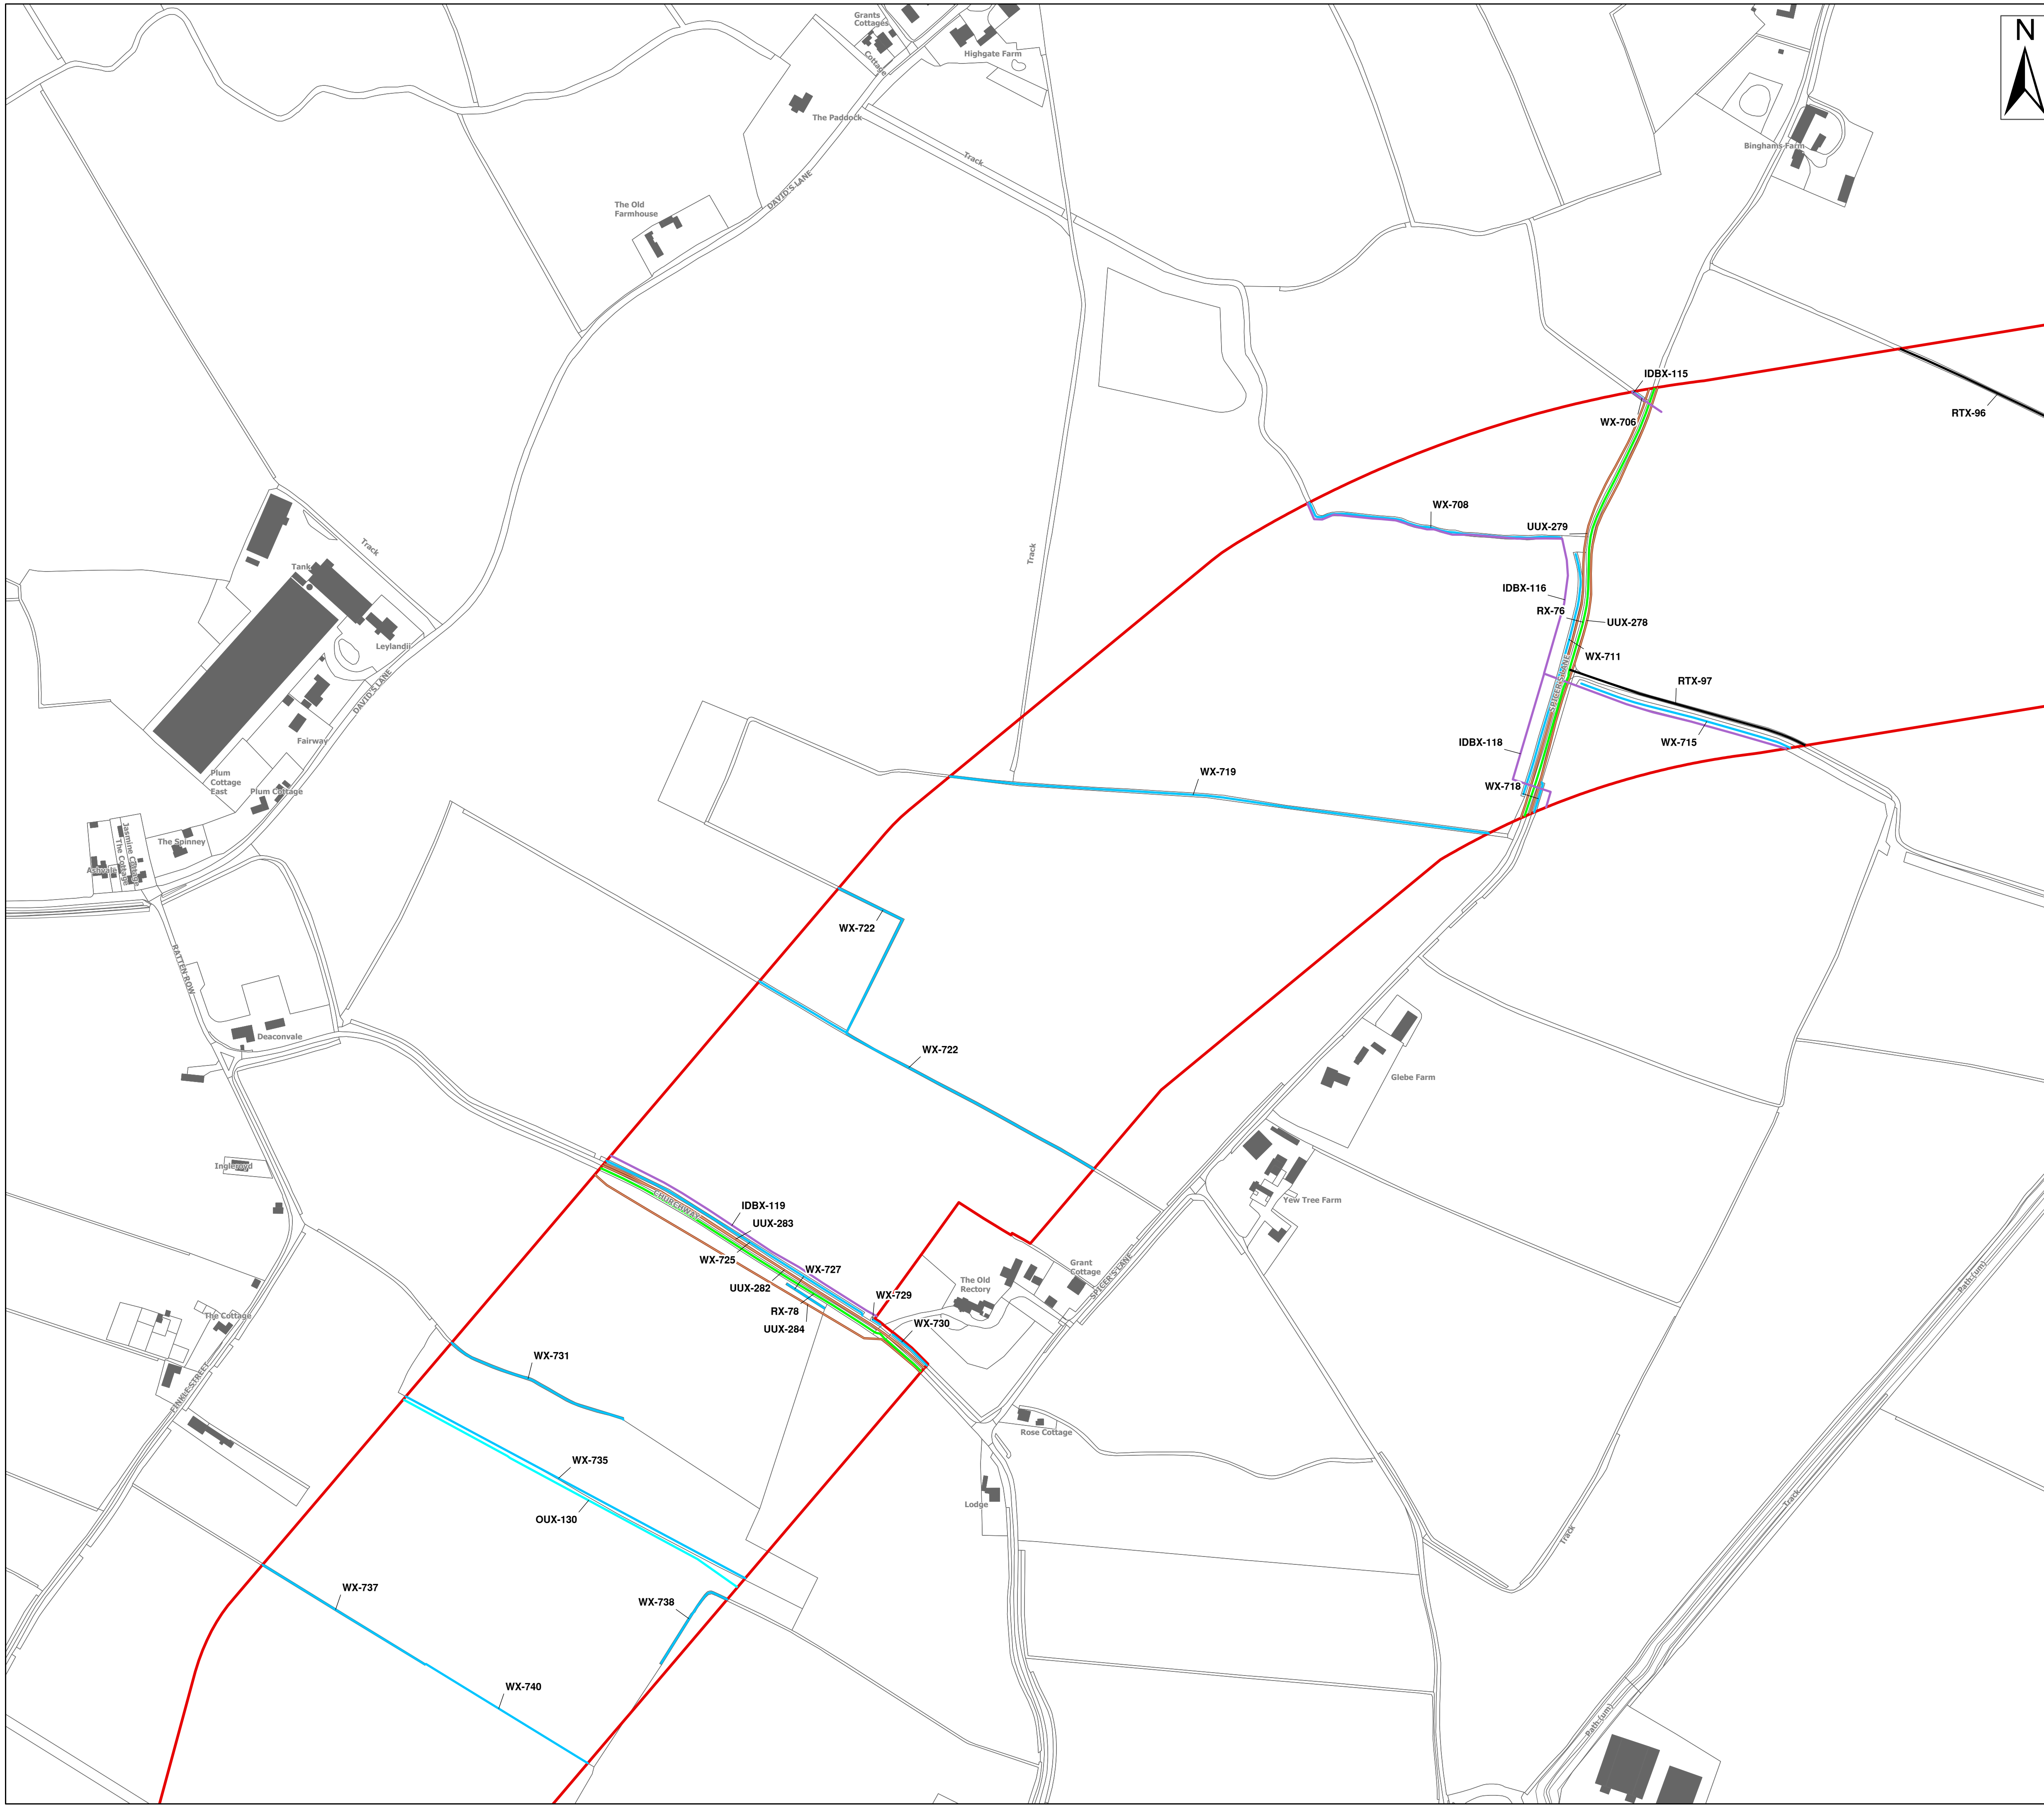 Grants
Cottages
Cottage
Highgate Farm
N
The Paddock
Track
Binghams Farm
DAVID'S LANE
The Old
Farmhouse
IDBX-115
RTX-96
WX-706
WX-708
UUX-279
Track
Track
Tank
IDBX-116
RX-76
UUX-278
Leylandii
WX-711
SPICER'S LANE
RTX-97
DAVID'S LANE
Fairway
WX-715
IDBX-118
Plum
Cottage
East
Plum Cottage
WX-719
WX-718
Jasmine Cottage
The Cottage
The Spinney
Ashvale
WX-722
RATTEN ROW
Deaconvale
WX-722
Glebe Farm
Ingleroyd
CHURCHWAY
IDBX-119
Yew Tree Farm
UUX-283
WX-725
WX-727
Grant
Cottage
SPICER'S LANE
The Old
Rectory
UUX-282
WX-729
RX-78
UUX-284
WX-730
Path (um)
The Cottage
WX-731
FINKLE STREET
Rose Cottage
WX-735
Lodge
Track
OUX-130
Track
WX-737
WX-738
WX-740
Path (um)